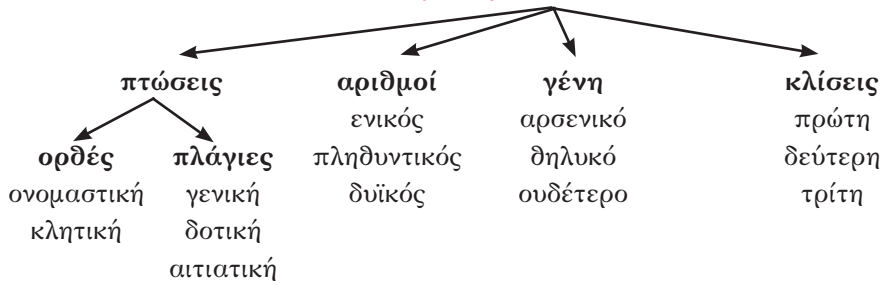 πτώσεις αριθμοί γένη κλίσεις
ενικός αρσενικό πρώτη
ορθές πλάγιες πληθυντικός θηλυκό δεύτερη
ονομαστική γενική δυϊκός ουδέτερο τρίτη
κλητική δοτική
αιτιατική